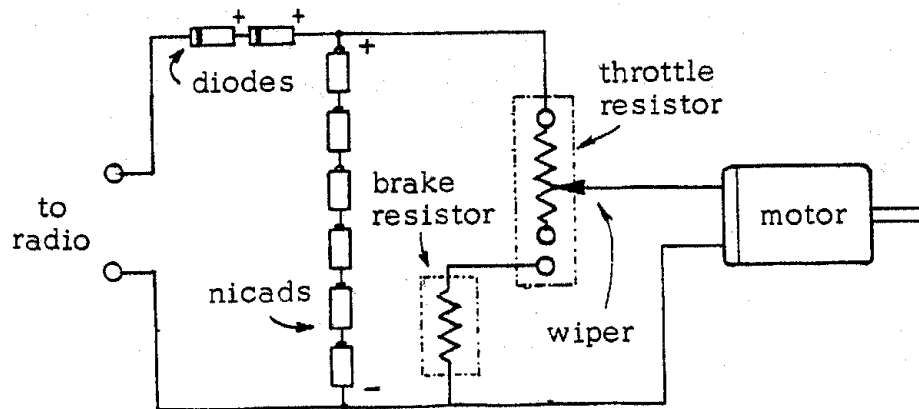 + +
diodes
+
throttle
resistor
brake
resistor
motor
to
radio
nicads
wiper
-